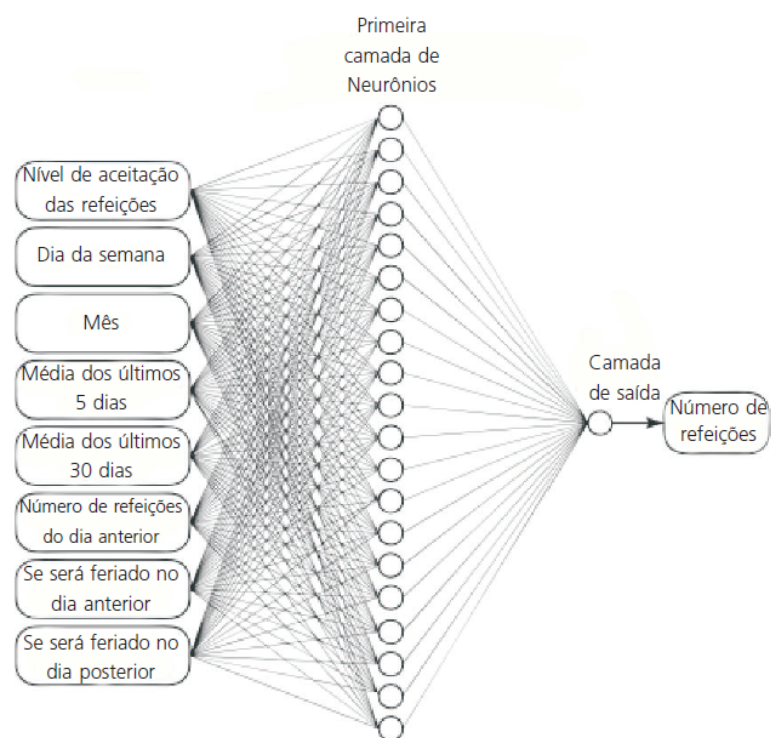 Primeira
camada de
Neurônios
Nível de aceitação
das refeições
Dia da semana
Mês
Média dos últimos
5 dias
Média dos últimos
30 dias
Número de refeições
do dia anterior
Se será feriado no
dia anterior
Se será feriado no
dia posterior
Camada
de saída
Número de
refeições